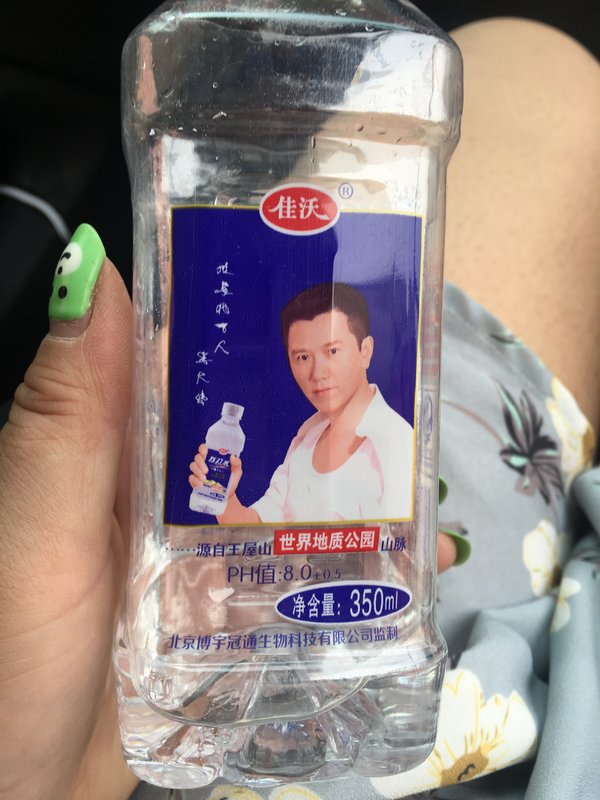 佳沃
®
……源自王屋山 世界地质公园 山脉
PH值:8.0±0.5
净含量: 350ml
北京博宇冠通生物科技有限公司监制